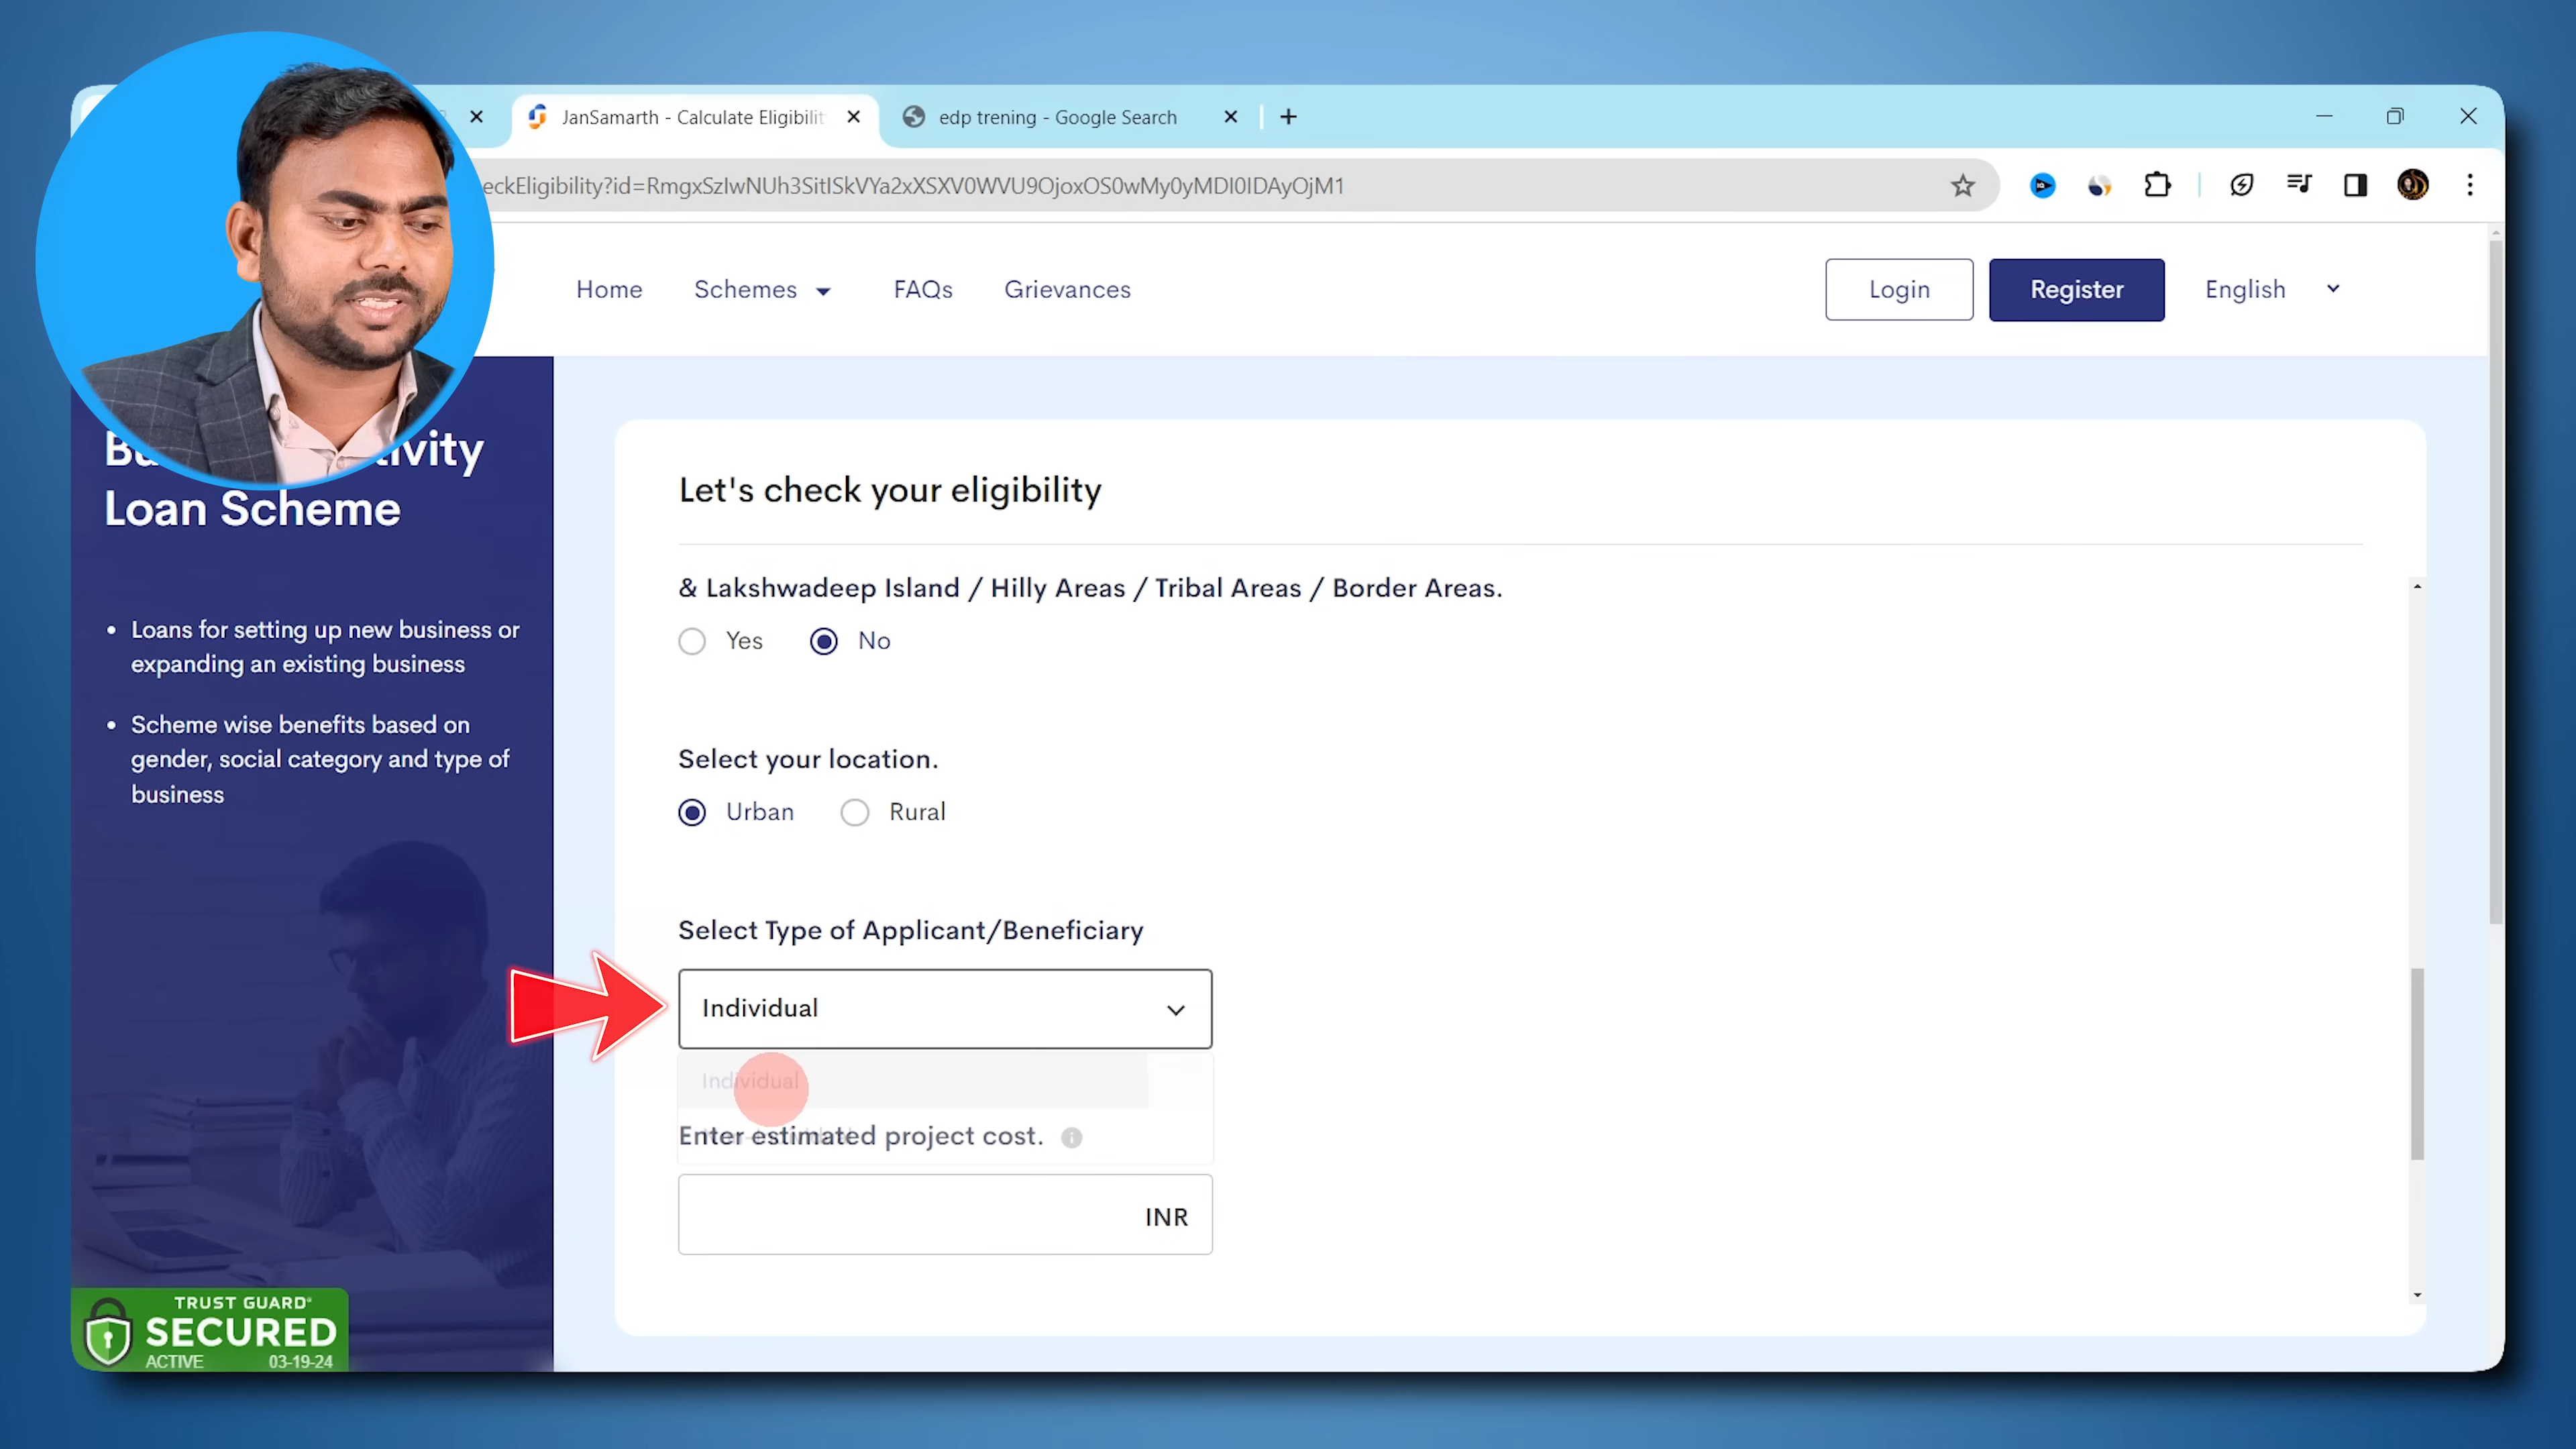 JanSamarth - Calculate Eligibilit
edp trening - Google Search
eckEligibility?id=RmgxSzIwNUh3SitISkVYa2xXSXV0WVU9OjoxOS0wMy0yMDI0IDAyOjM1
Home
Schemes
FAQs
Grievances
Login
Register
English
Loan Scheme
Loans for setting up new business or
expanding an existing business
Scheme wise benefits based on
gender, social category and type of
business
TRUST GUARD
SECURED
ACTIVE 03-19-24
Let's check your eligibility
& Lakshwadeep Island / Hilly Areas / Tribal Areas / Border Areas.
Yes No
Select your location.
Urban Rural
Select Type of Applicant/Beneficiary
Individual
Individual
Enter estimated project cost.
INR